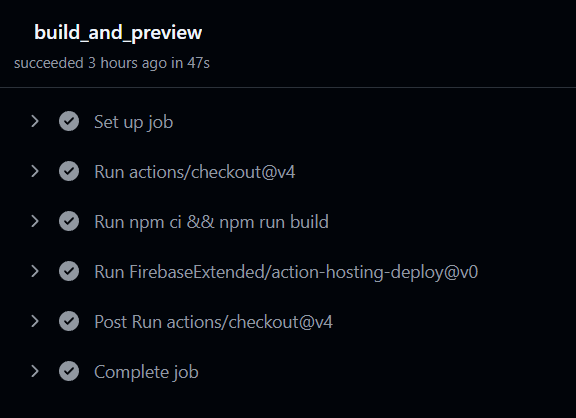 build_and_preview
succeeded 3 hours ago in 47s
Set up job
Run actions/checkout@v4
Run npm ci && npm run build
Run FirebaseExtended/action-hosting-deploy@v0
Post Run actions/checkout@v4
Complete job